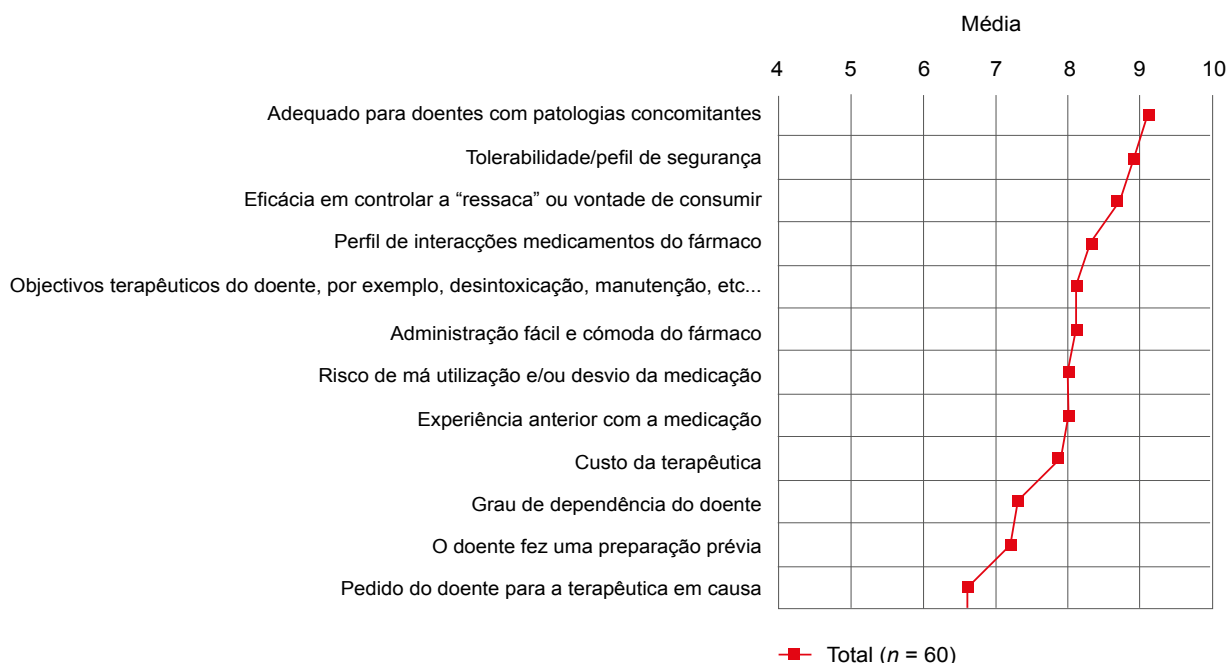 Média
4 5 6 7 8 9 10
Adequado para doentes com patologias concomitantes
Tolerabilidade/pefil de segurança
Eficácia em controlar a “ressaca” ou vontade de consumir
Perfil de interacções medicamentos do fármaco
Objectivos terapêuticos do doente, por exemplo, desintoxicação, manutenção, etc...
Administração fácil e cómoda do fármaco
Risco de má utilização e/ou desvio da medicação
Experiência anterior com a medicação
Custo da terapêutica
Grau de dependência do doente
O doente fez uma preparação prévia
Pedido do doente para a terapêutica em causa
Total (n = 60)